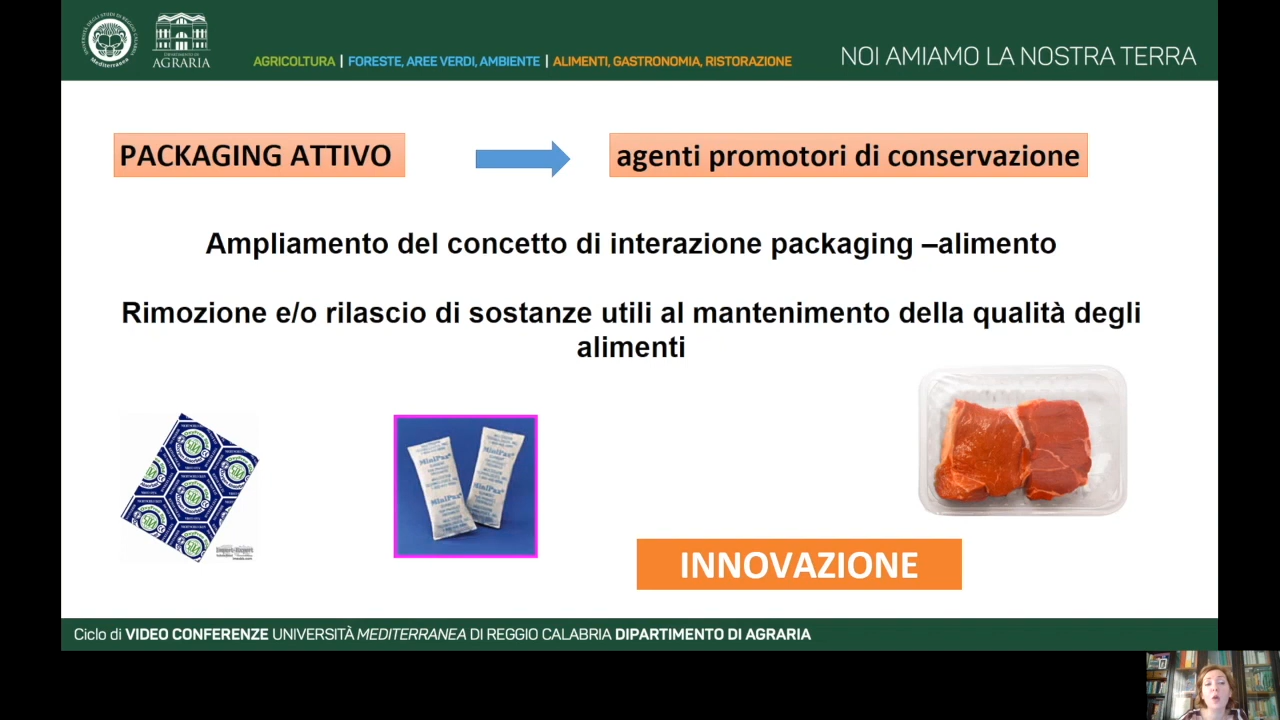 AGRARIA
AGRICOLTURA | FORESTE, AREE VERDI, AMBIENTE | ALIMENTI, GASTRONOMIA, RISTORAZIONE
NOI AMIAMO LA NOSTRA TERRA
PACKAGING ATTIVO
agenti promotori di conservazione
Ampliamento del concetto di interazione packaging –alimento
Rimozione e/o rilascio di sostanze utili al mantenimento della qualità degli
alimenti
MiniPax
MiniPax
INNOVAZIONE
Ciclo di VIDEO CONFERENZE UNIVERSITÀ MEDITERRANEA DI REGGIO CALABRIA DIPARTIMENTO DI AGRARIA